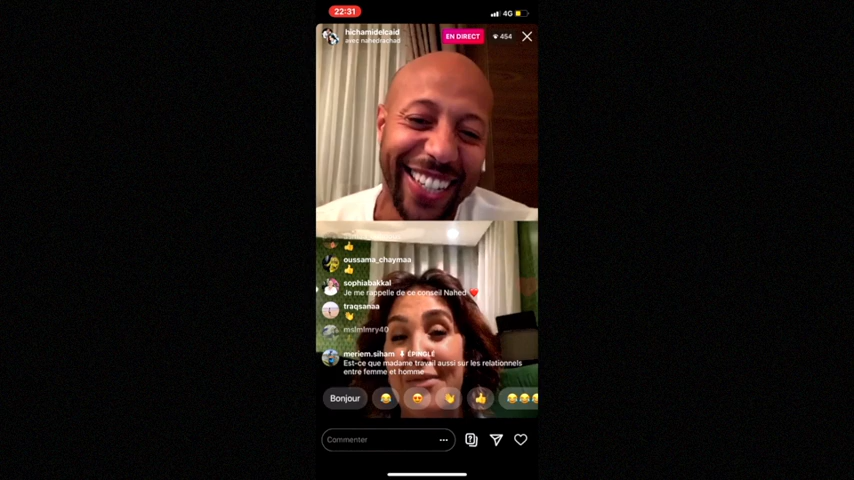 22:31
4G
hichamidelcaid
avec nahedrachad
EN DIRECT
454
oussama_chaymaa
sophiabakkal
Je me rappelle de ce conseil Nahed
traqsanaa
mslmlmry40
meriem.siham ÉPINGLÉ
Est-ce que madame travail aussi sur les relationnels
entre femme et homme
Bonjour
Commenter